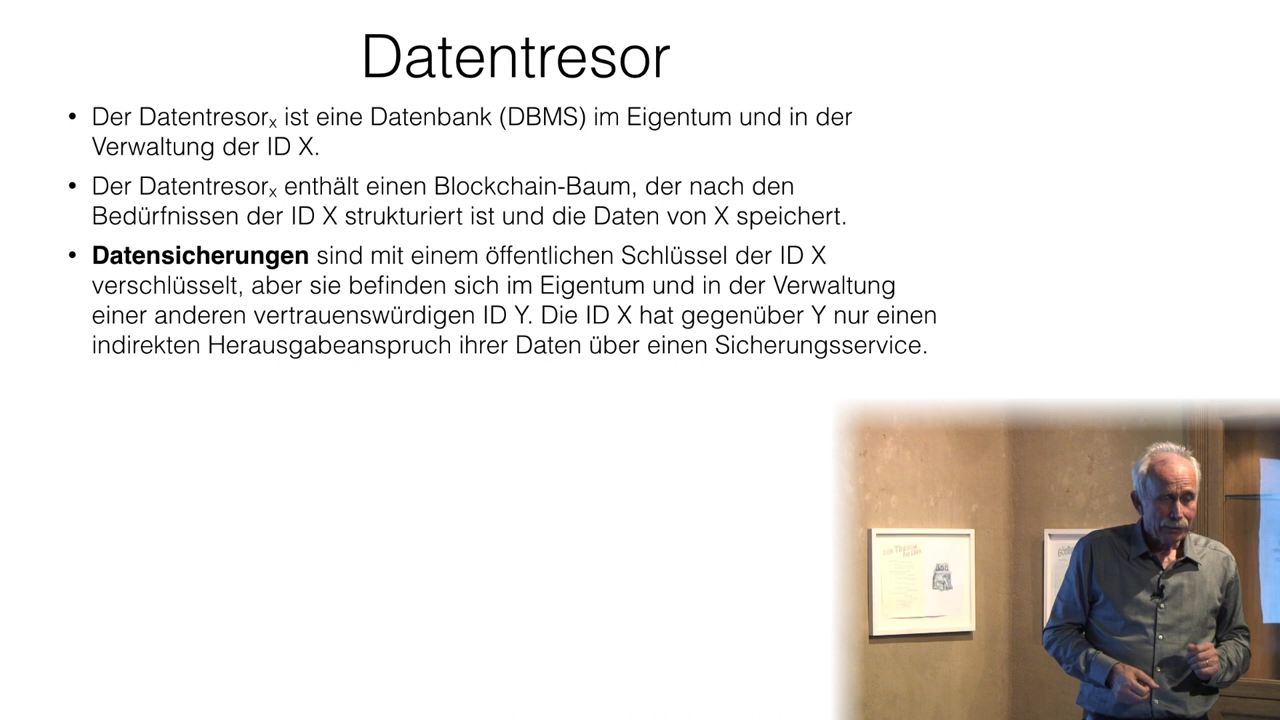 Datentresor
• Der Datentresorₓ ist eine Datenbank (DBMS) im Eigentum und in der
Verwaltung der ID X.
• Der Datentresorₓ enthält einen Blockchain-Baum, der nach den
Bedürfnissen der ID X strukturiert ist und die Daten von X speichert.
• Datensicherungen sind mit einem öffentlichen Schlüssel der ID X
verschlüsselt, aber sie befinden sich im Eigentum und in der Verwaltung
einer anderen vertrauenswürdigen ID Y. Die ID X hat gegenüber Y nur einen
indirekten Herausgabeanspruch ihrer Daten über einen Sicherungsservice.